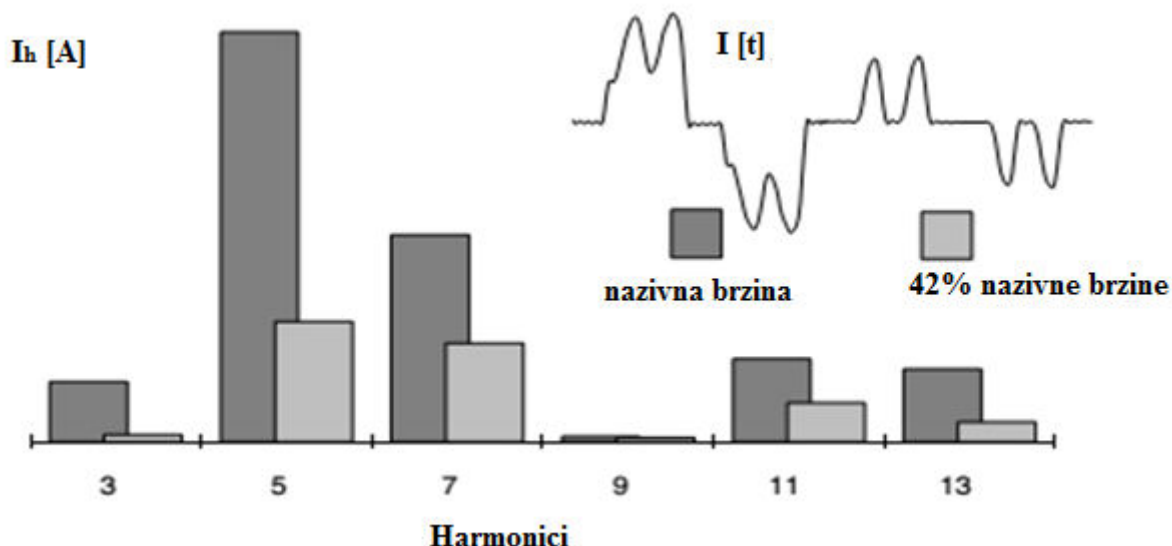 Ih [A]
I [t]
nazivna brzina
42% nazivne brzine
3 5 7 9 11 13
Harmonici